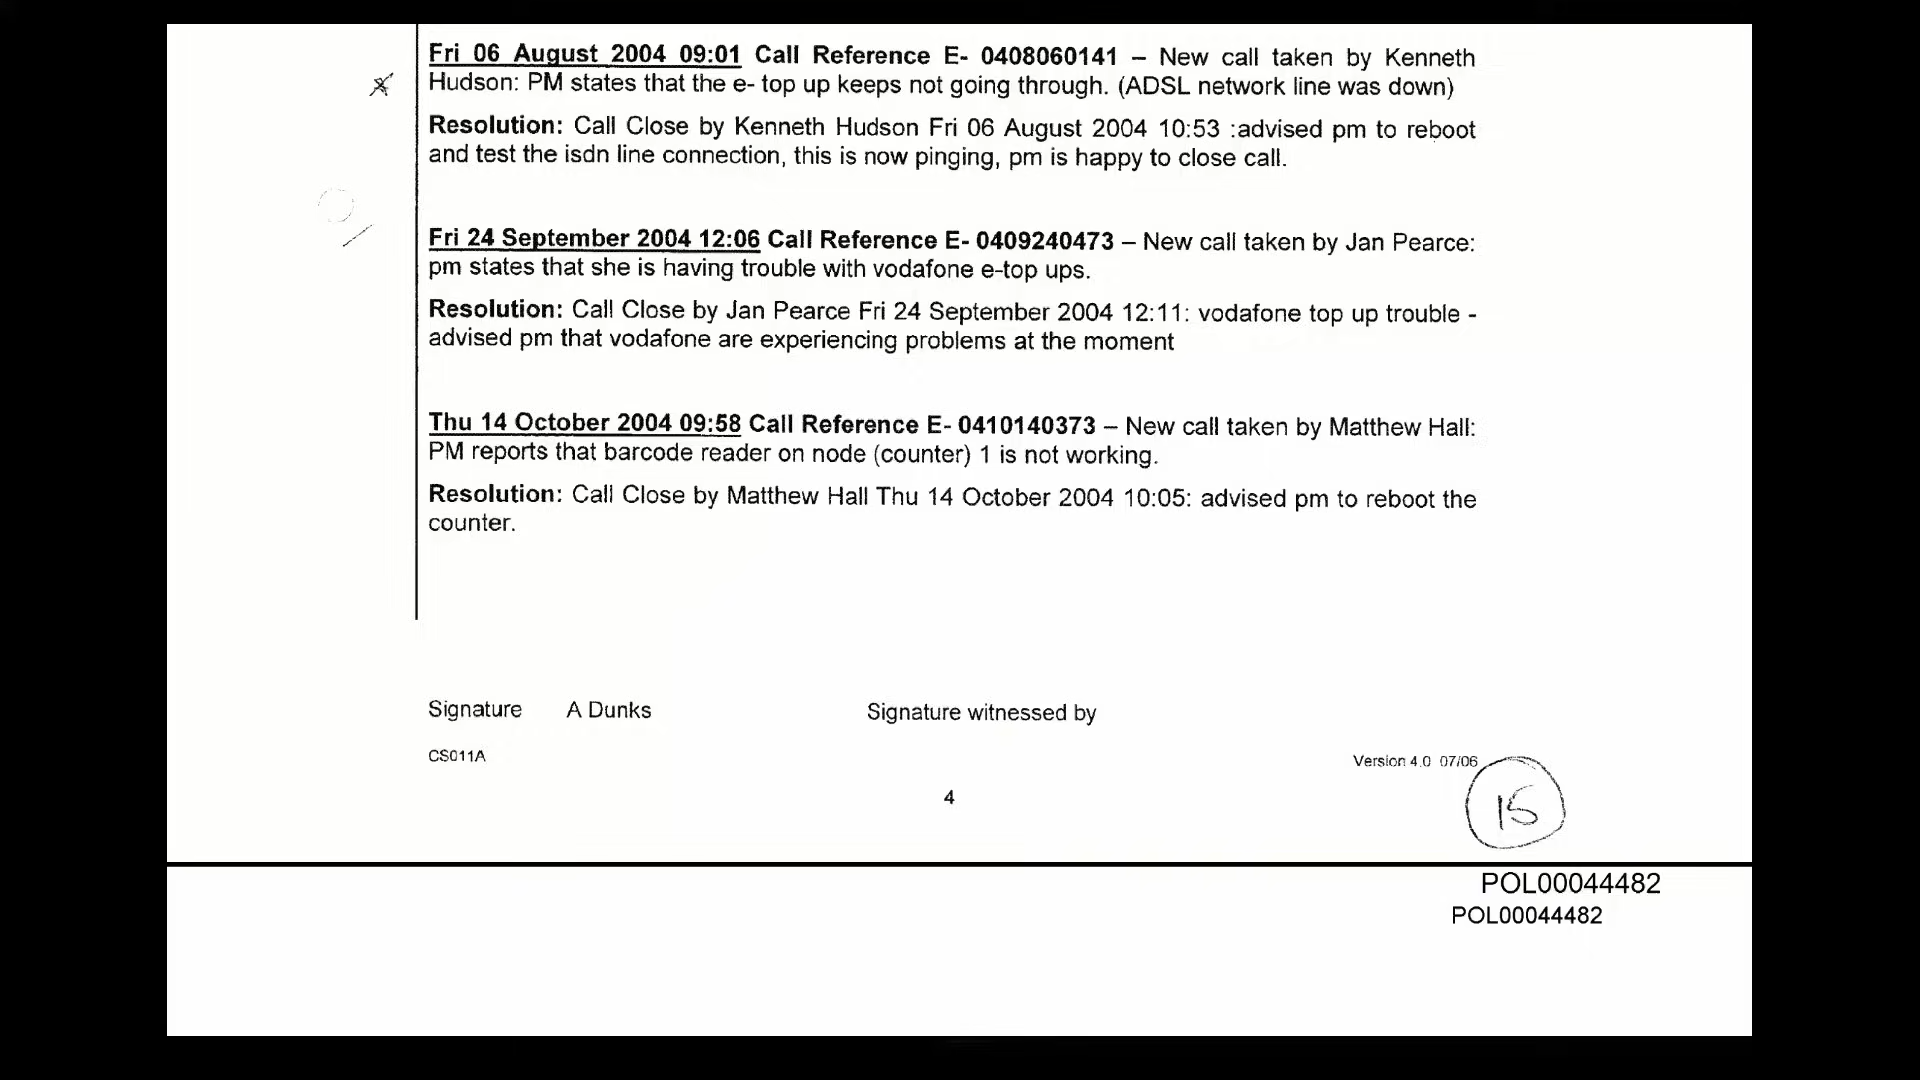 Fri 06 August 2004 09:01 Call Reference E- 0408060141 – New call taken by Kenneth
Hudson: PM states that the e- top up keeps not going through. (ADSL network line was down)
Resolution: Call Close by Kenneth Hudson Fri 06 August 2004 10:53 :advised pm to reboot
and test the isdn line connection, this is now pinging, pm is happy to close call.
Fri 24 September 2004 12:06 Call Reference E- 0409240473 – New call taken by Jan Pearce:
pm states that she is having trouble with vodafone e-top ups.
Resolution: Call Close by Jan Pearce Fri 24 September 2004 12:11: vodafone top up trouble -
advised pm that vodafone are experiencing problems at the moment
Thu 14 October 2004 09:58 Call Reference E- 0410140373 – New call taken by Matthew Hall:
PM reports that barcode reader on node (counter) 1 is not working.
Resolution: Call Close by Matthew Hall Thu 14 October 2004 10:05: advised pm to reboot the
counter.
Signature A Dunks Signature witnessed by
CS011A Version 4.0 07/06
4
15
POL00044482
POL00044482